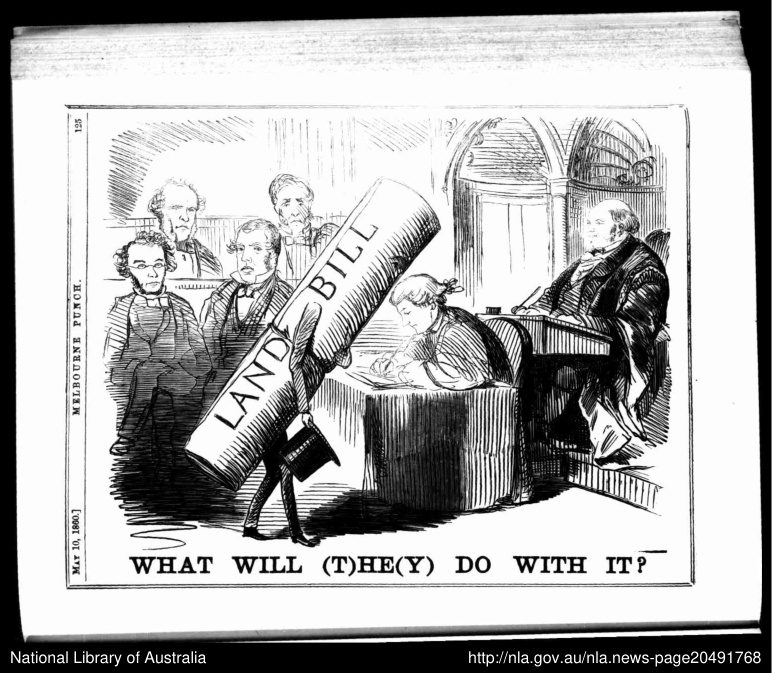 125
MELBOURNE PUNCH.
MAY 10, 1860.]
LAND BILL
WHAT WILL (T)HE(Y) DO WITH IT?
National Library of Australia
http://nla.gov.au/nla.news-page20491768